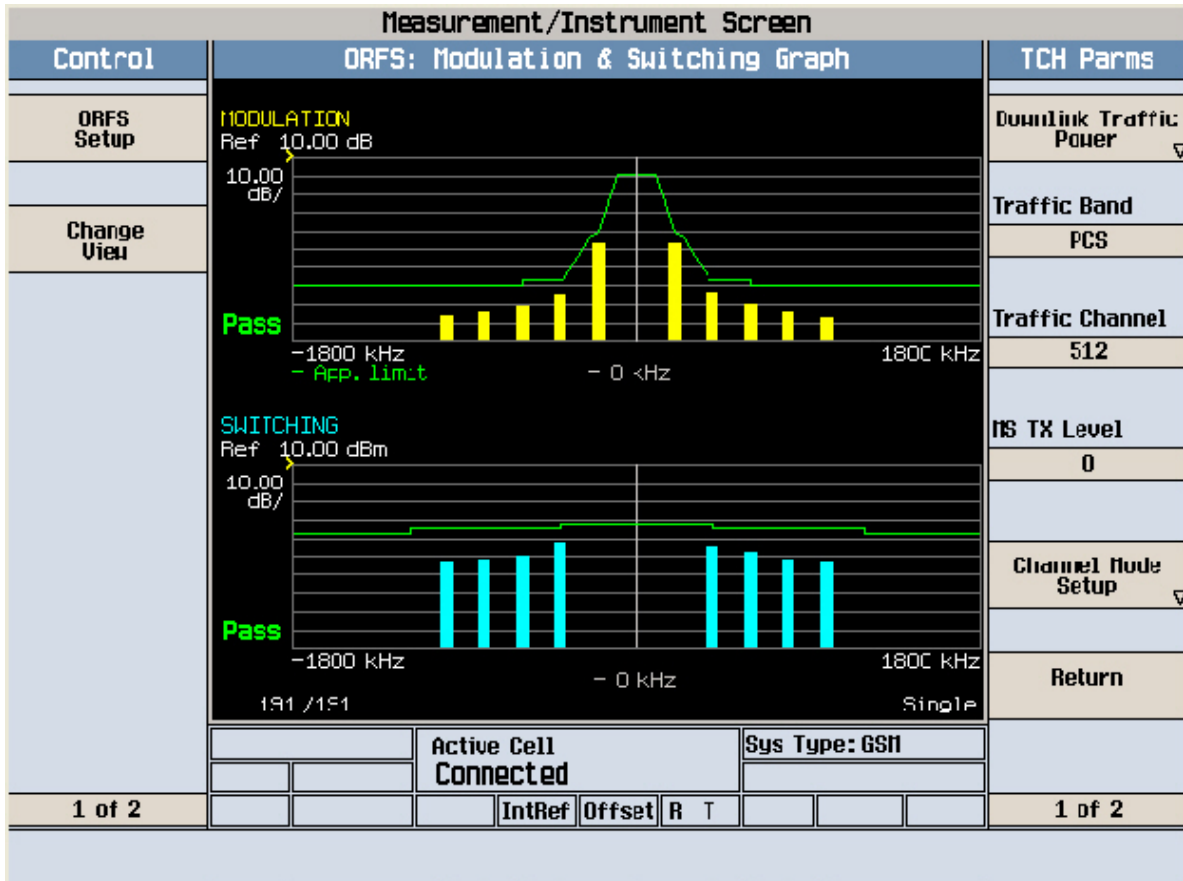 Measurement/Instrument Screen
Control
ORFS: Modulation & Switching Graph
TCH Parms
ORFS
Setup
Change
View
1 of 2
MODULATION
Ref 10.00 dB
10.00
dB/
Pass
-1800 kHz
1800 kHz
- App. limit
- 0 kHz
SWITCHING
Ref 10.00 dBm
10.00
dB/
Pass
-1800 kHz
1800 kHz
- 0 kHz
191/191
Single
Active Cell
Connected
Sys Type: GSM
IntRef
Offset
R T
Downlink Traffic
Power
Traffic Band
PCS
Traffic Channel
512
MS TX Level
0
Channel Mode
Setup
Return
1 of 2